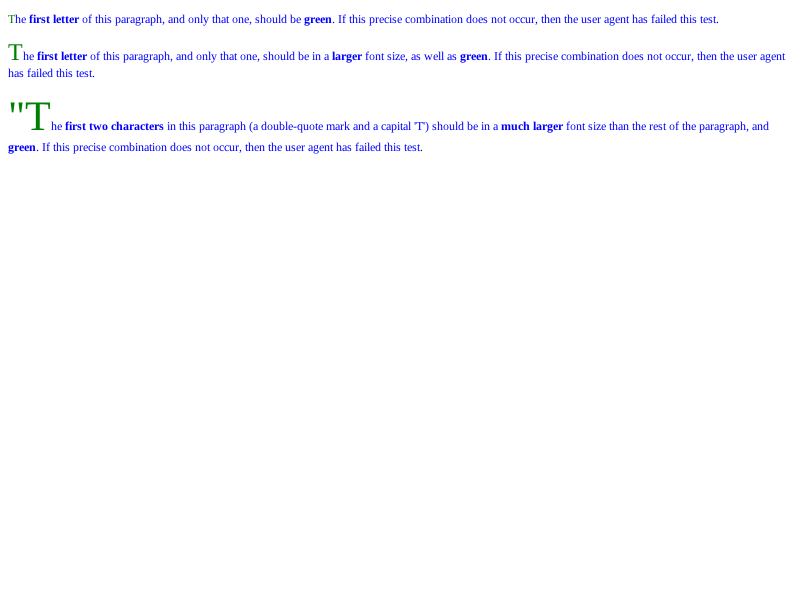 The first letter of this paragraph, and only that one, should be green. If this precise combination does not occur, then the user agent has failed this test.
The first letter of this paragraph, and only that one, should be in a larger font size, as well as green. If this precise combination does not occur, then the user agent
has failed this test.
"The first two characters in this paragraph (a double-quote mark and a capital 'T') should be in a much larger font size than the rest of the paragraph, and
green. If this precise combination does not occur, then the user agent has failed this test.